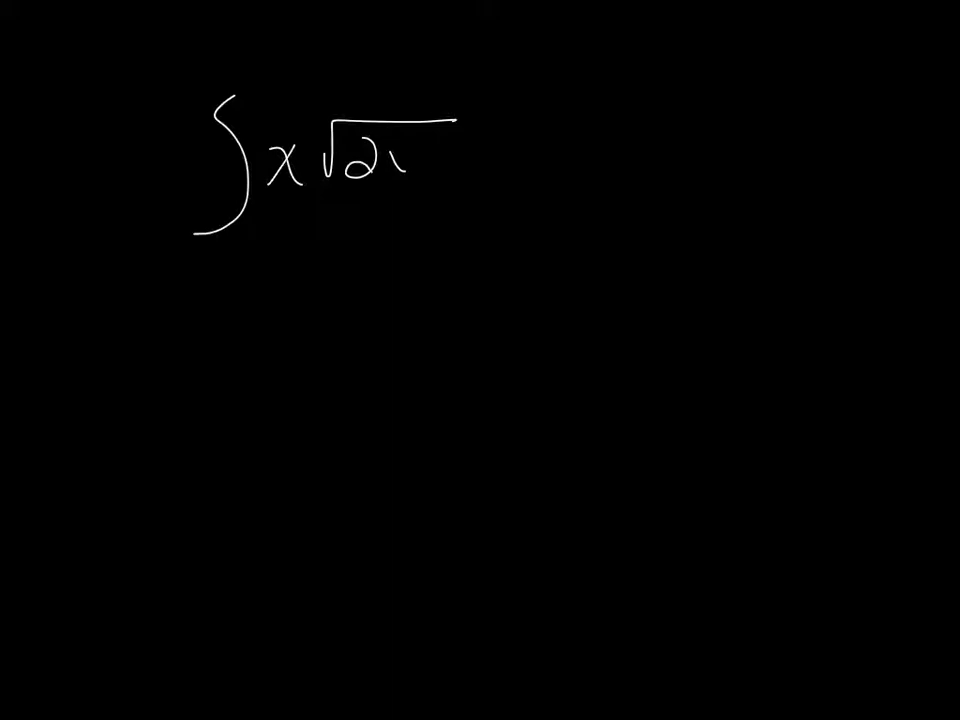 ∫ x √2